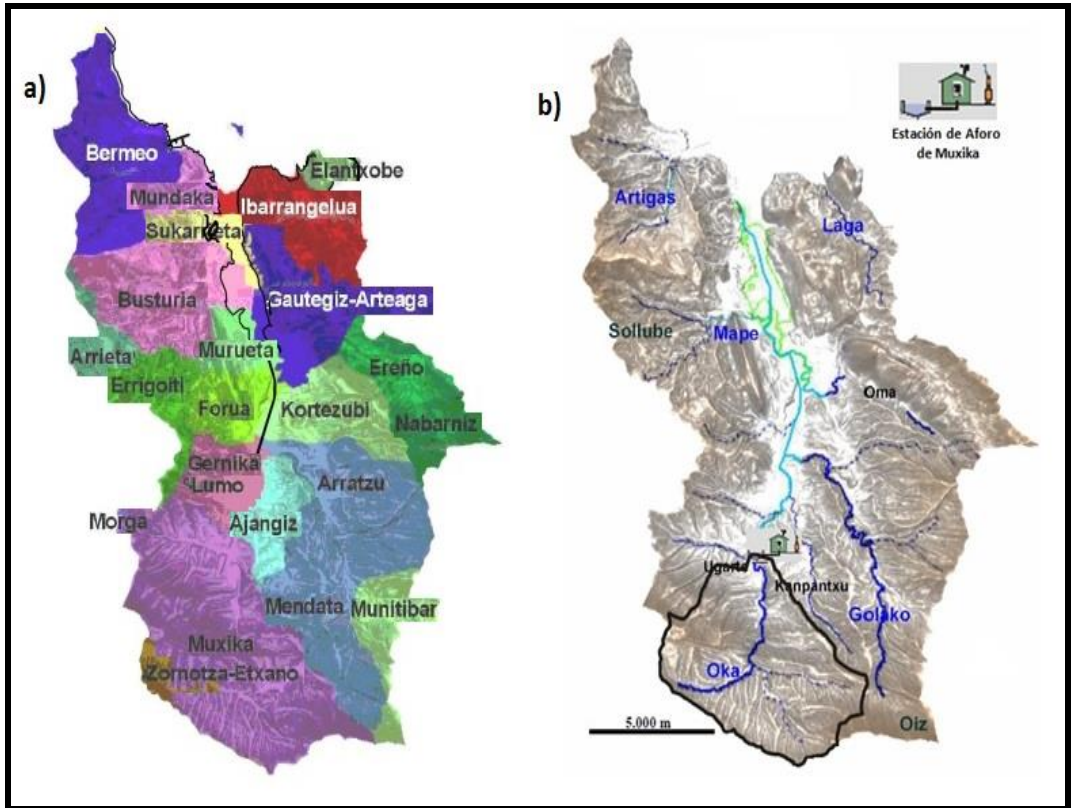 a)
Bermeo
Elantxobe
Mundaka
Ibarrangelua
Sukarrieta
Busturia
Gautegiz-Arteaga
Arrieta
Murueta
Ereño
Errigoiti
Forua
Kortezubi
Nabarniz
Gernika
Lumo
Arratzu
Morga
Ajangiz
Mendata
Munitibar
Muxika
Zornotza-Etxano
b)
Estación de Aforo
de Muxika
Artigas
Laga
Sollube
Mape
Oma
Ugarte
Kanpantxu
Golako
Oka
Oiz
5.000 m